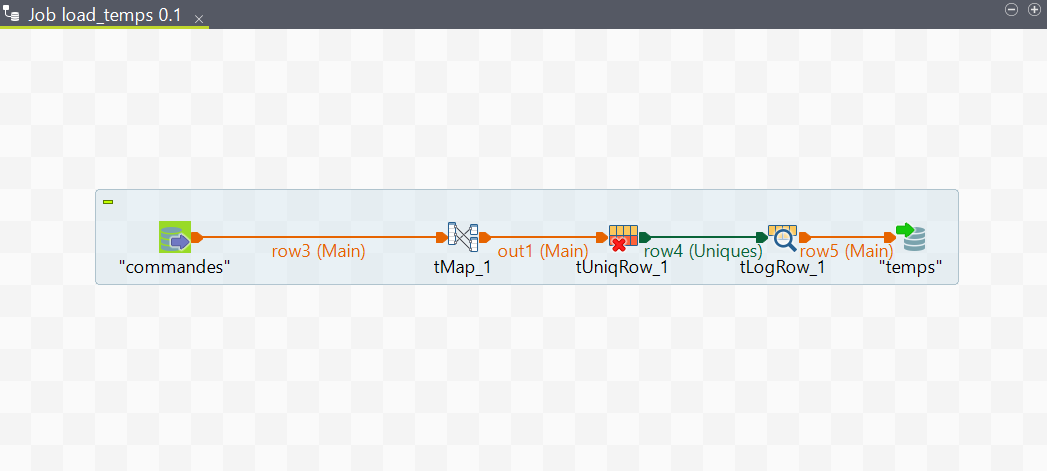 Job load_temps 0.1
row3 (Main)
out1 (Main)
row4 (Uniques)
row5 (Main)
"commandes"
tMap_1
tUniqRow_1
tLogRow_1
"temps"